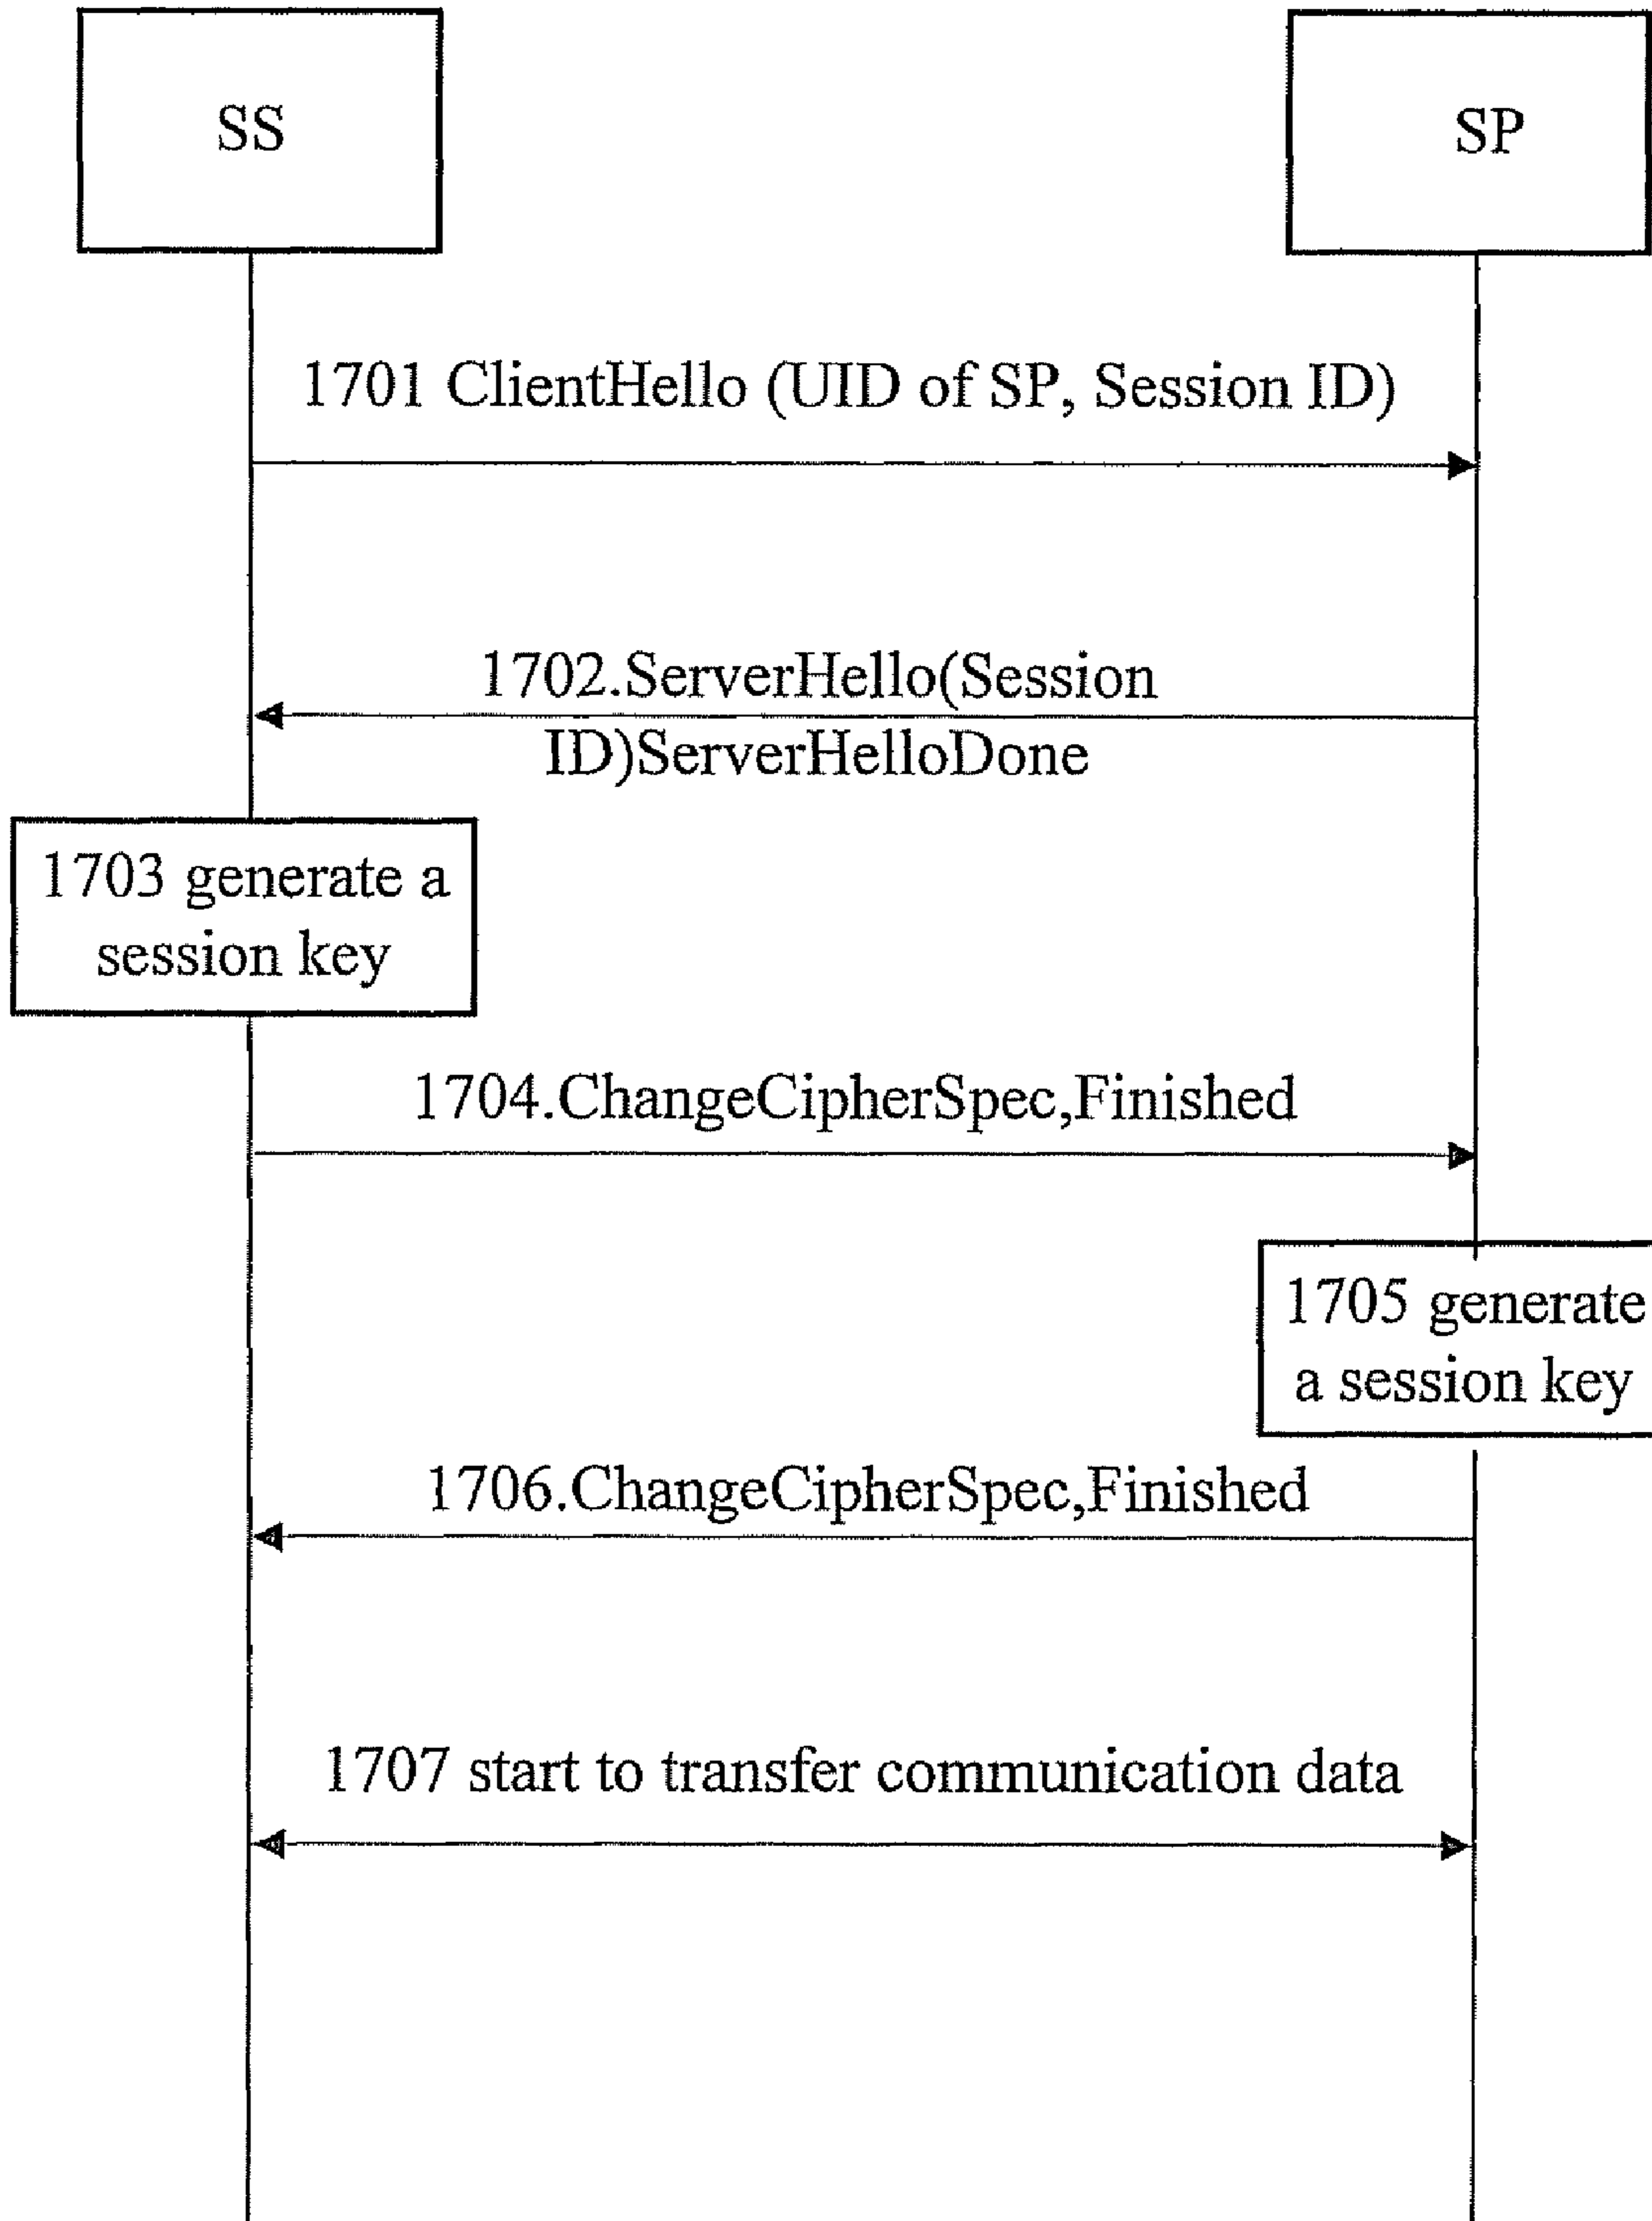 SS
SP
1701 ClientHello (UID of SP, Session ID)
1702.ServerHello(Session
ID)ServerHelloDone
1703 generate a
session key
1704.ChangeCipherSpec,Finished
1705 generate
a session key
1706.ChangeCipherSpec,Finished
1707 start to transfer communication data